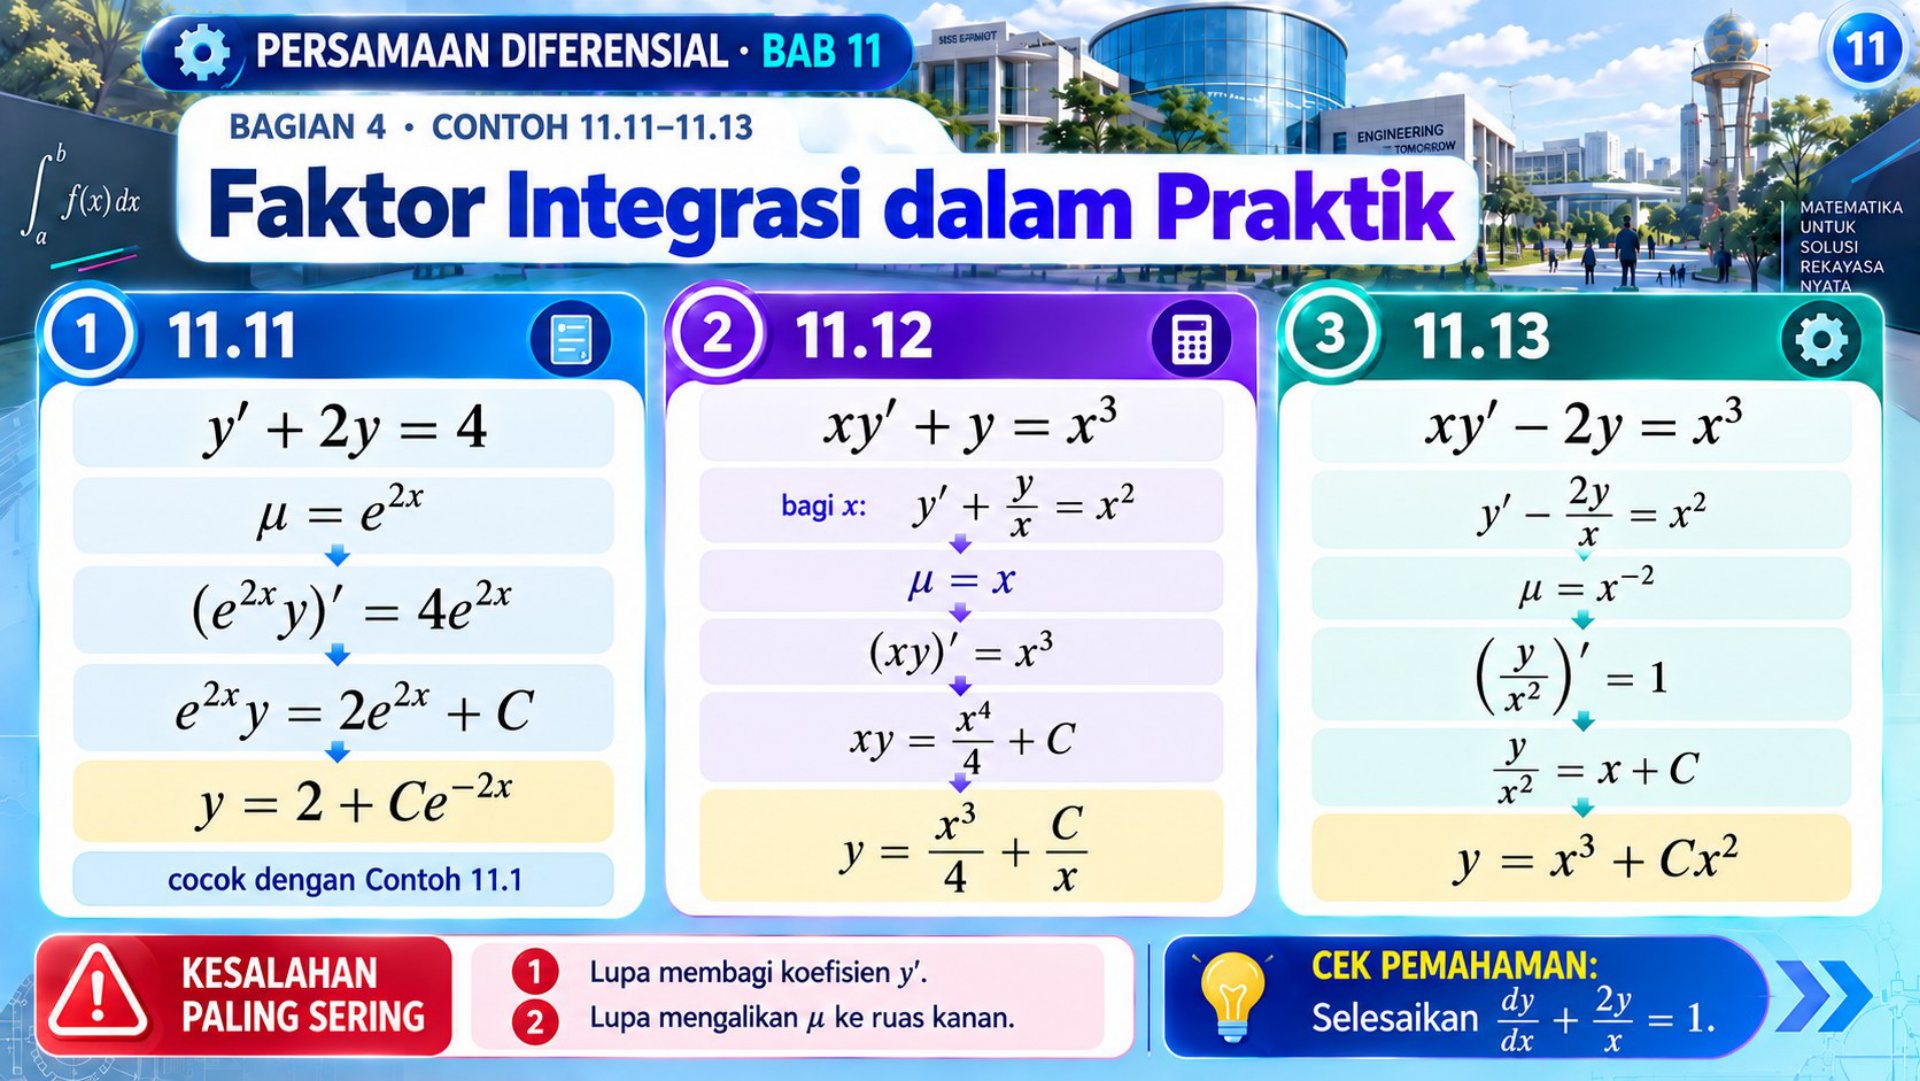 PERSAMAAN DIFERENSIAL · BAB 11
11
BAGIAN 4 · CONTOH 11.11–11.13
Faktor Integrasi dalam Praktik
ENGINEERING
TOMORROW
∫_a^b f(x) dx
MATEMATIKA
UNTUK
SOLUSI
REKAYASA
NYATA
1 11.11
y′ + 2y = 4
μ = e^{2x}
(e^{2x}y)′ = 4e^{2x}
e^{2x}y = 2e^{2x} + C
y = 2 + Ce^{−2x}
cocok dengan Contoh 11.1
2 11.12
xy′ + y = x³
bagi x: y′ + y/x = x²
μ = x
(xy)′ = x³
xy = x⁴/4 + C
y = x³/4 + C/x
3 11.13
xy′ − 2y = x³
y′ − 2y/x = x²
μ = x^{−2}
(y/x²)′ = 1
y/x² = x + C
y = x³ + Cx²
KESALAHAN
PALING SERING
1 Lupa membagi koefisien y′.
2 Lupa mengalikan μ ke ruas kanan.
CEK PEMAHAMAN:
Selesaikan dy/dx + 2y/x = 1.